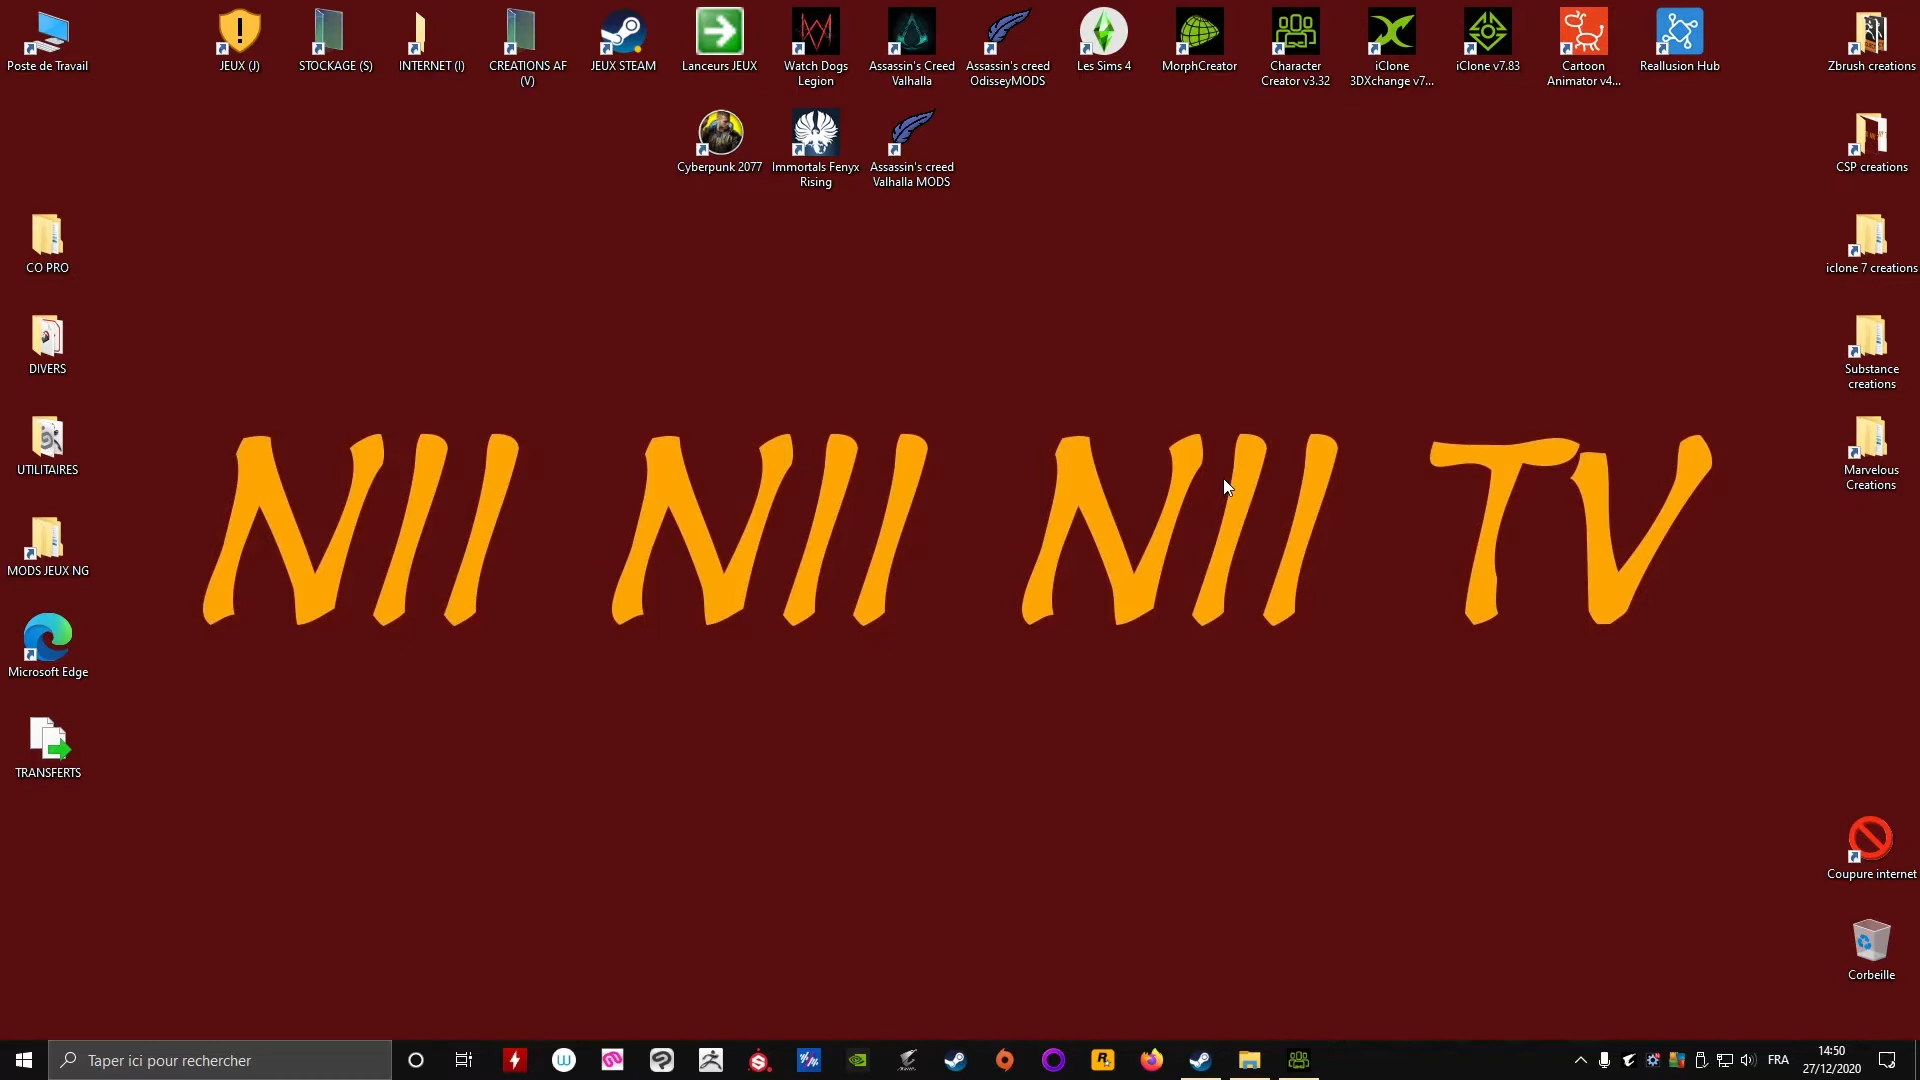 Poste de Travail
JEUX (J)
STOCKAGE (S)
INTERNET (I)
CREATIONS AF
(V)
JEUX STEAM
Lanceurs JEUX
Watch Dogs
Legion
Assassin's Creed
Valhalla
Assassin's creed
OdisseyMODS
Les Sims 4
MorphCreator
Character
Creator v3.32
iClone
3DXchange v7...
iClone v7.83
Cartoon
Animator v4...
Reallusion Hub
Zbrush creations
Cyberpunk 2077
Immortals Fenyx
Rising
Assassin's creed
Valhalla MODS
CSP creations
CO PRO
iclone 7 creations
DIVERS
Substance
creations
UTILITAIRES
Marvelous
Creations
NII NII NII TV
MODS JEUX NG
Microsoft Edge
TRANSFERTS
Coupure internet
Corbeille
Taper ici pour rechercher
FRA
14:50
27/12/2020